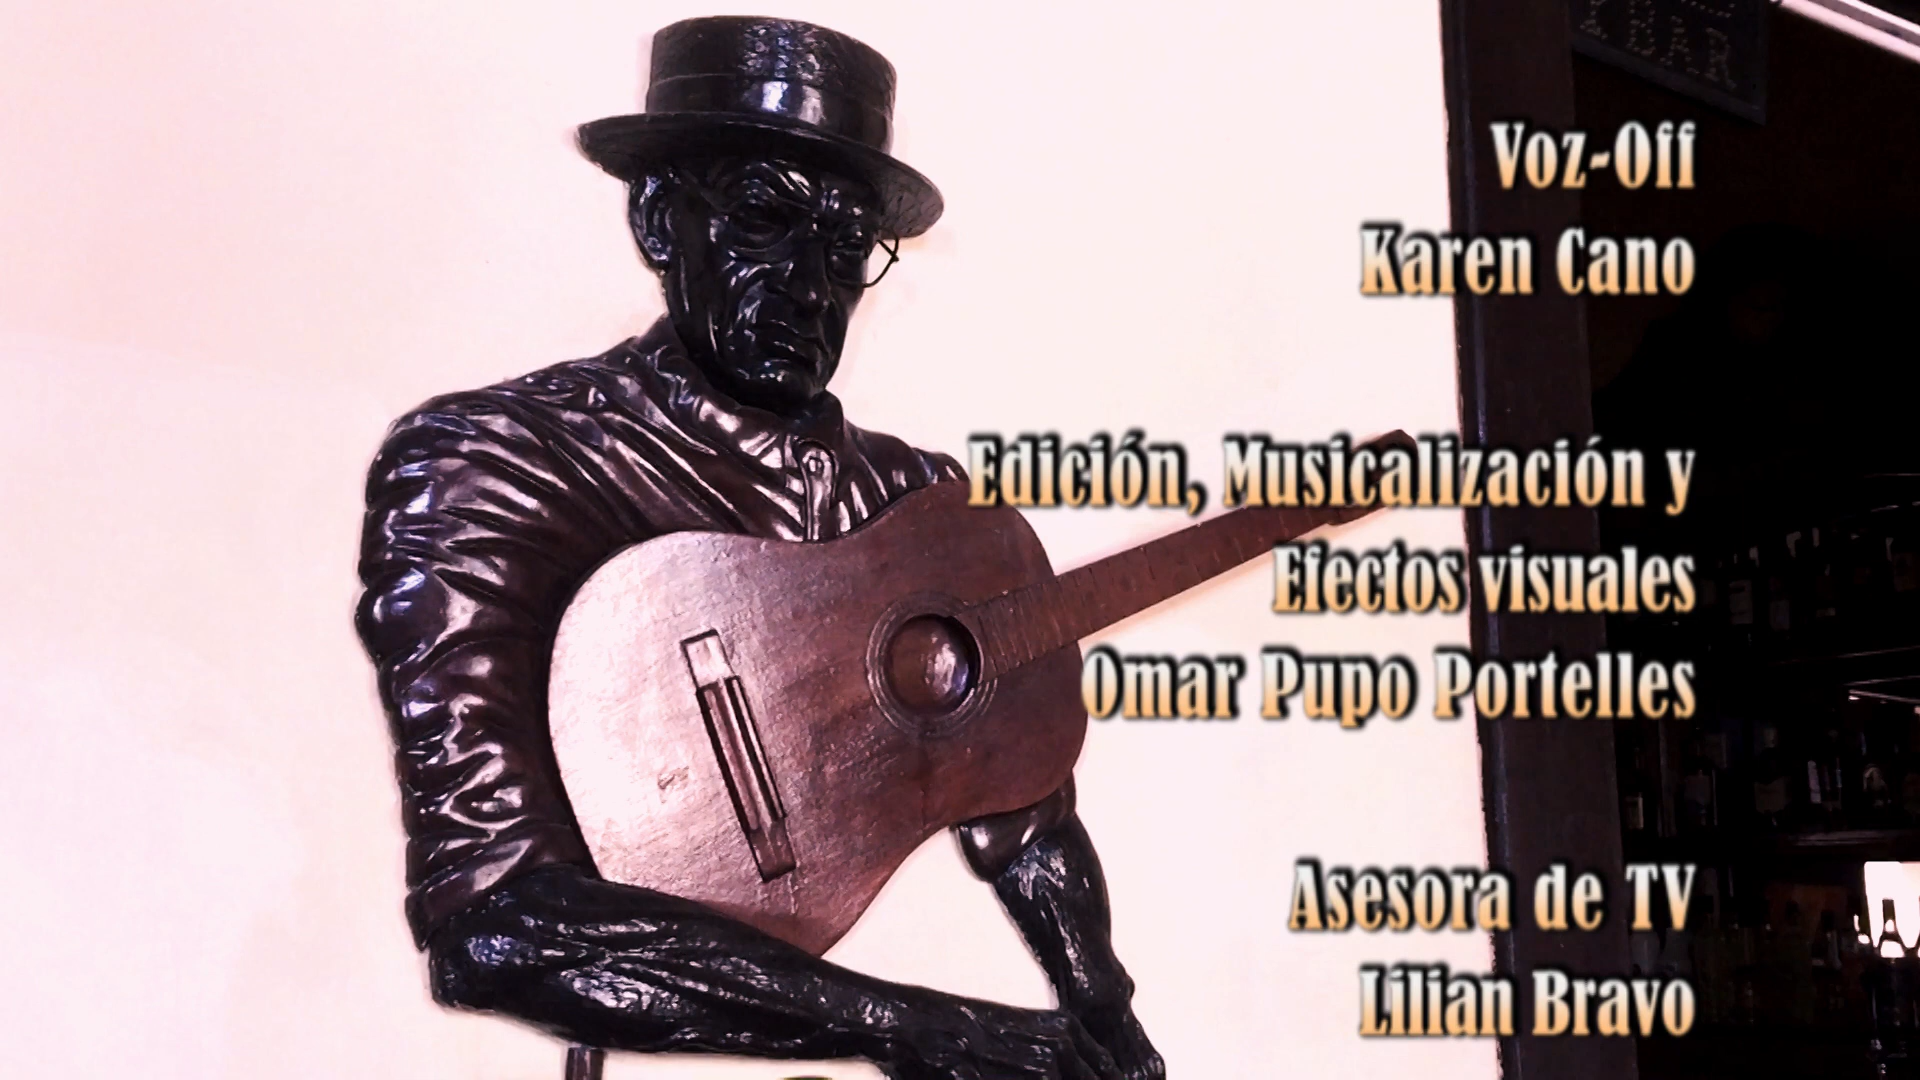 Voz-Off
Karen Cano
Edición, Musicalización y
Efectos visuales
Omar Pupo Portelles
Asesora de TV
Lilian Bravo